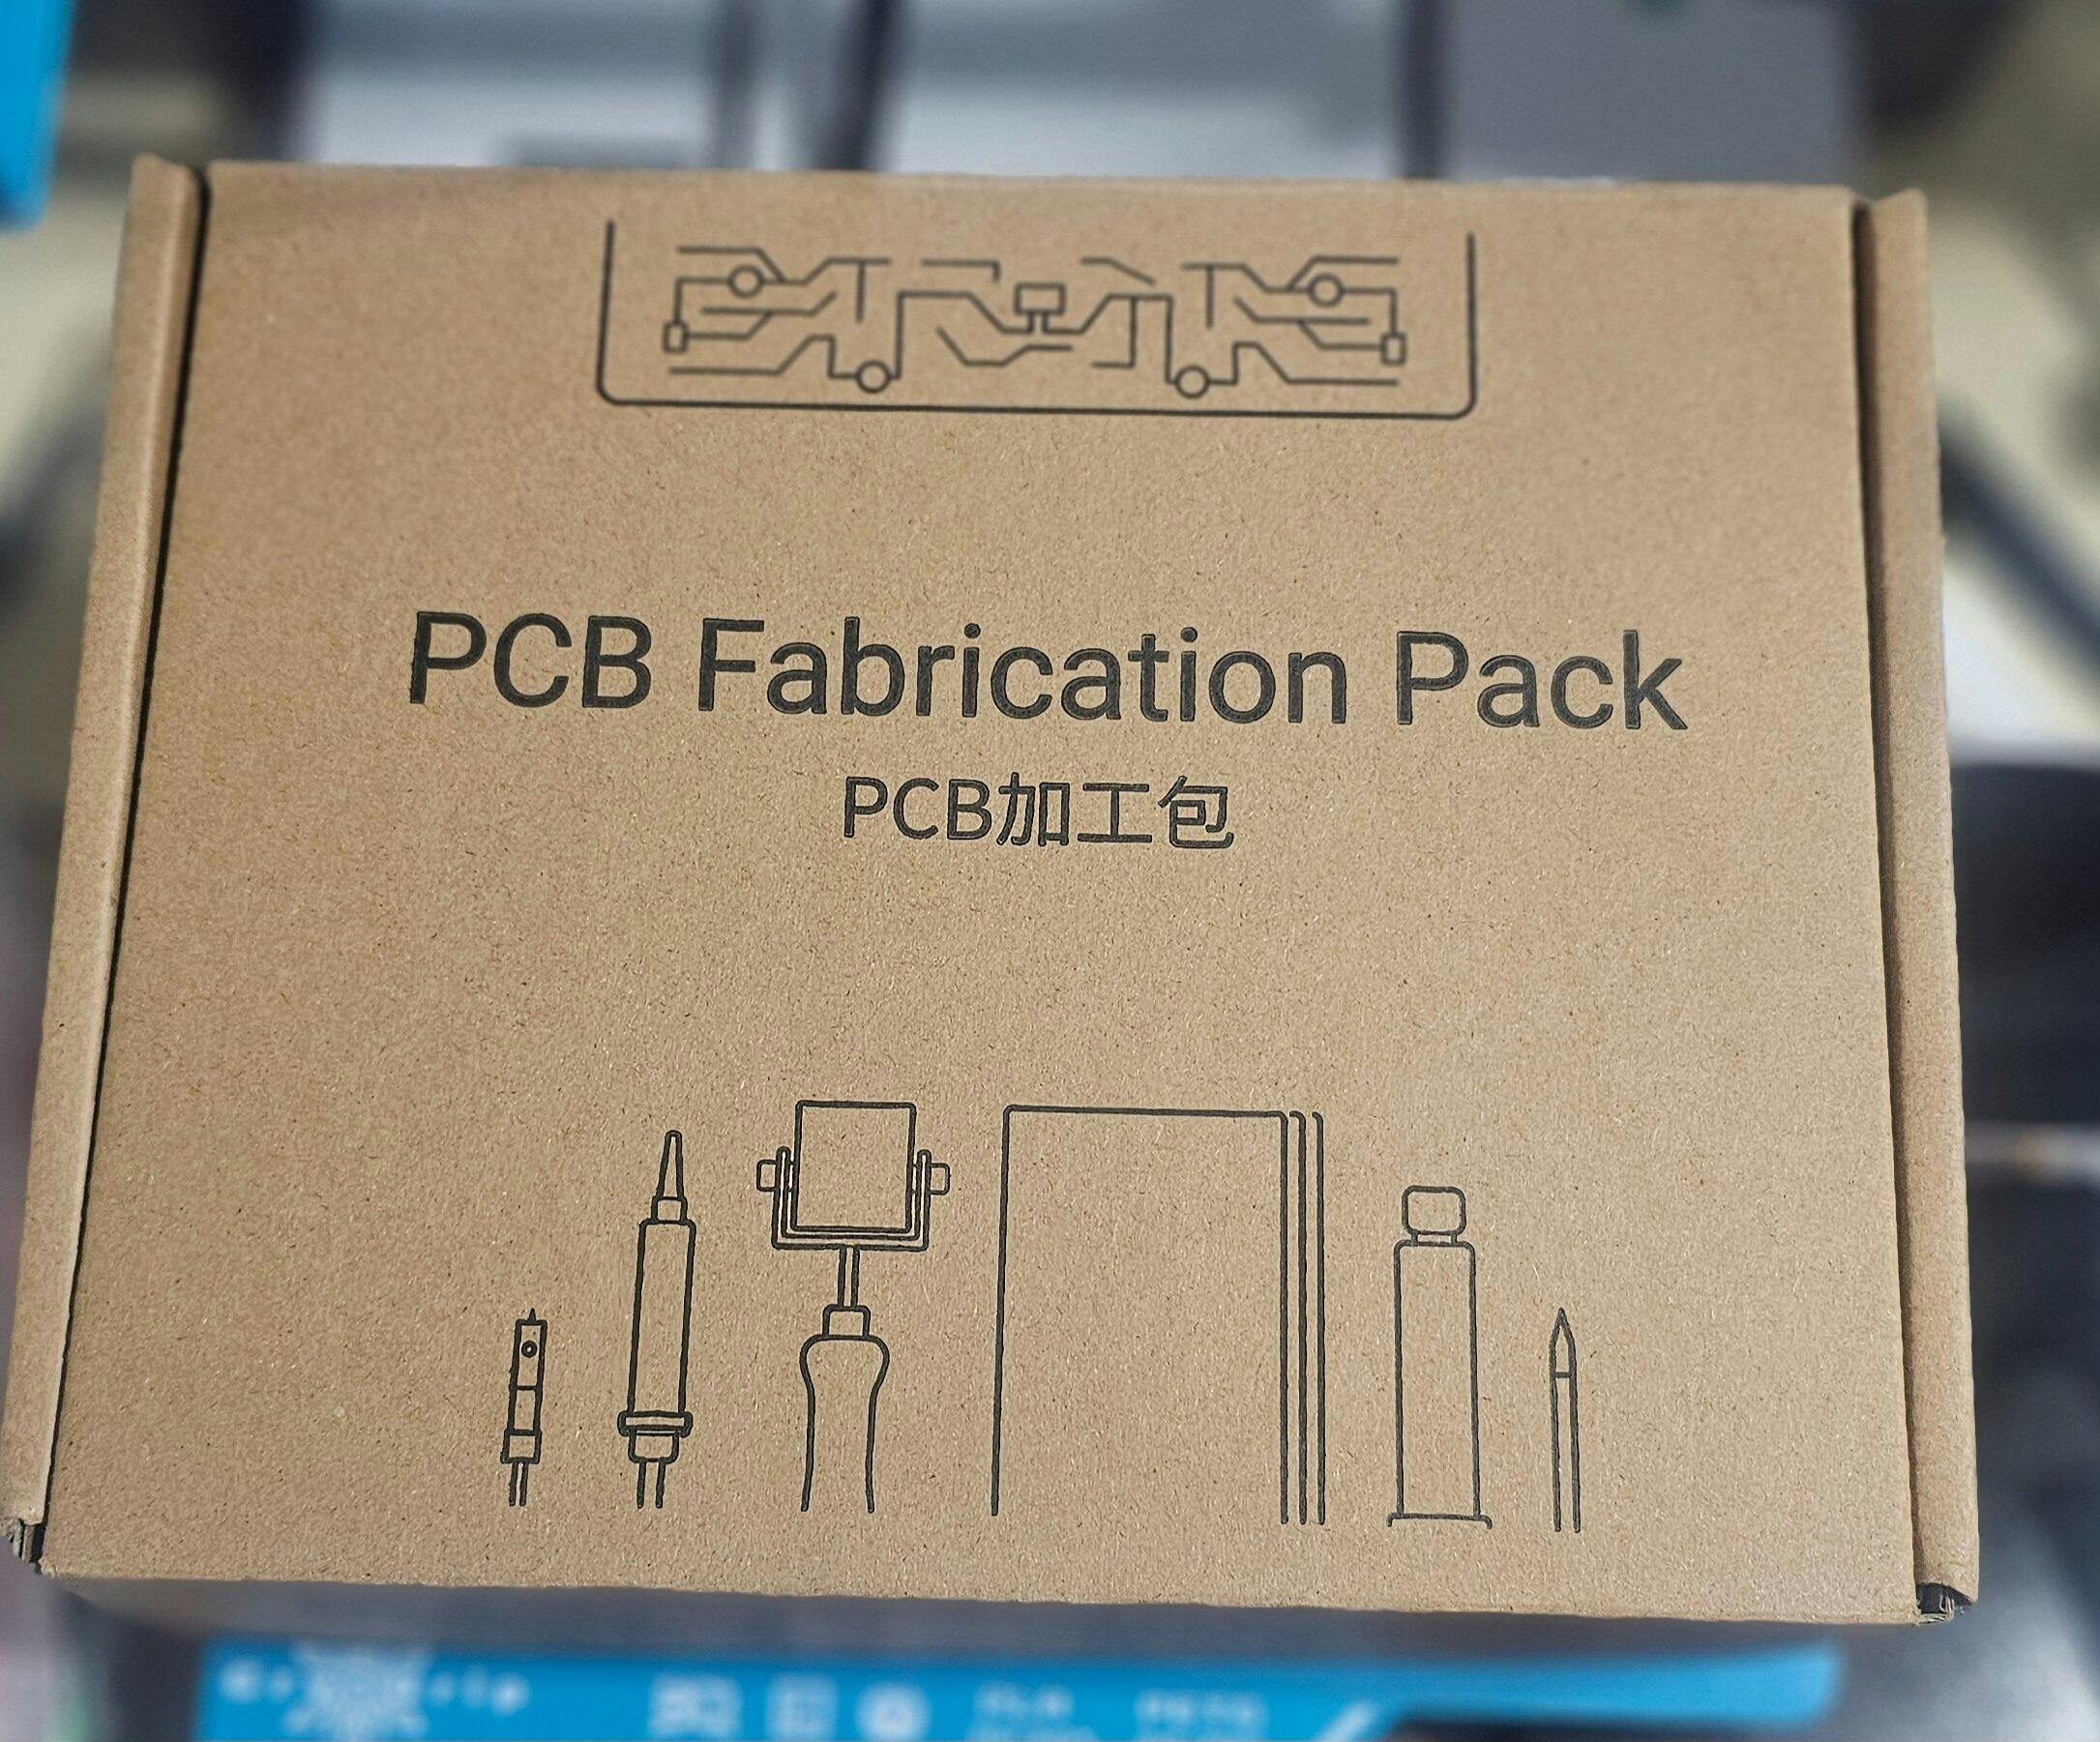 PCB Fabrication Pack
PCB加工包